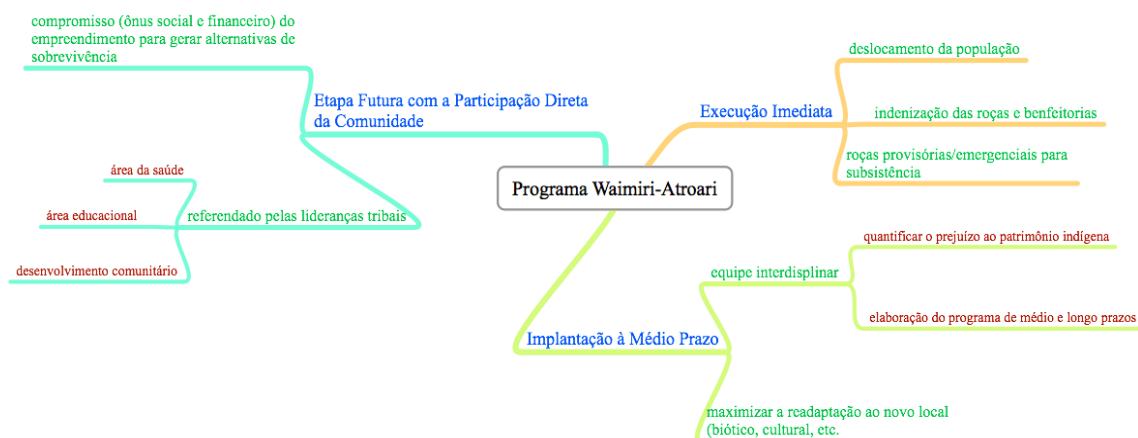 compromisso (ônus social e financeiro) do
empreendimento para gerar alternativas de
sobrevivência
Etapa Futura com a Participação Direta
da Comunidade
área da saúde
área educacional
referendado pelas lideranças tribais
desenvolvimento comunitário
Programa Waimiri-Atroari
deslocamento da população
Execução Imediata
indenização das roças e benfeitorias
roças provisórias/emergenciais para
subsistência
quantificar o prejuízo ao patrimônio indígena
equipe interdisplinar
elaboração do programa de médio e longo prazos
Implantação à Médio Prazo
maximizar a readaptação ao novo local
(biótico, cultural, etc.